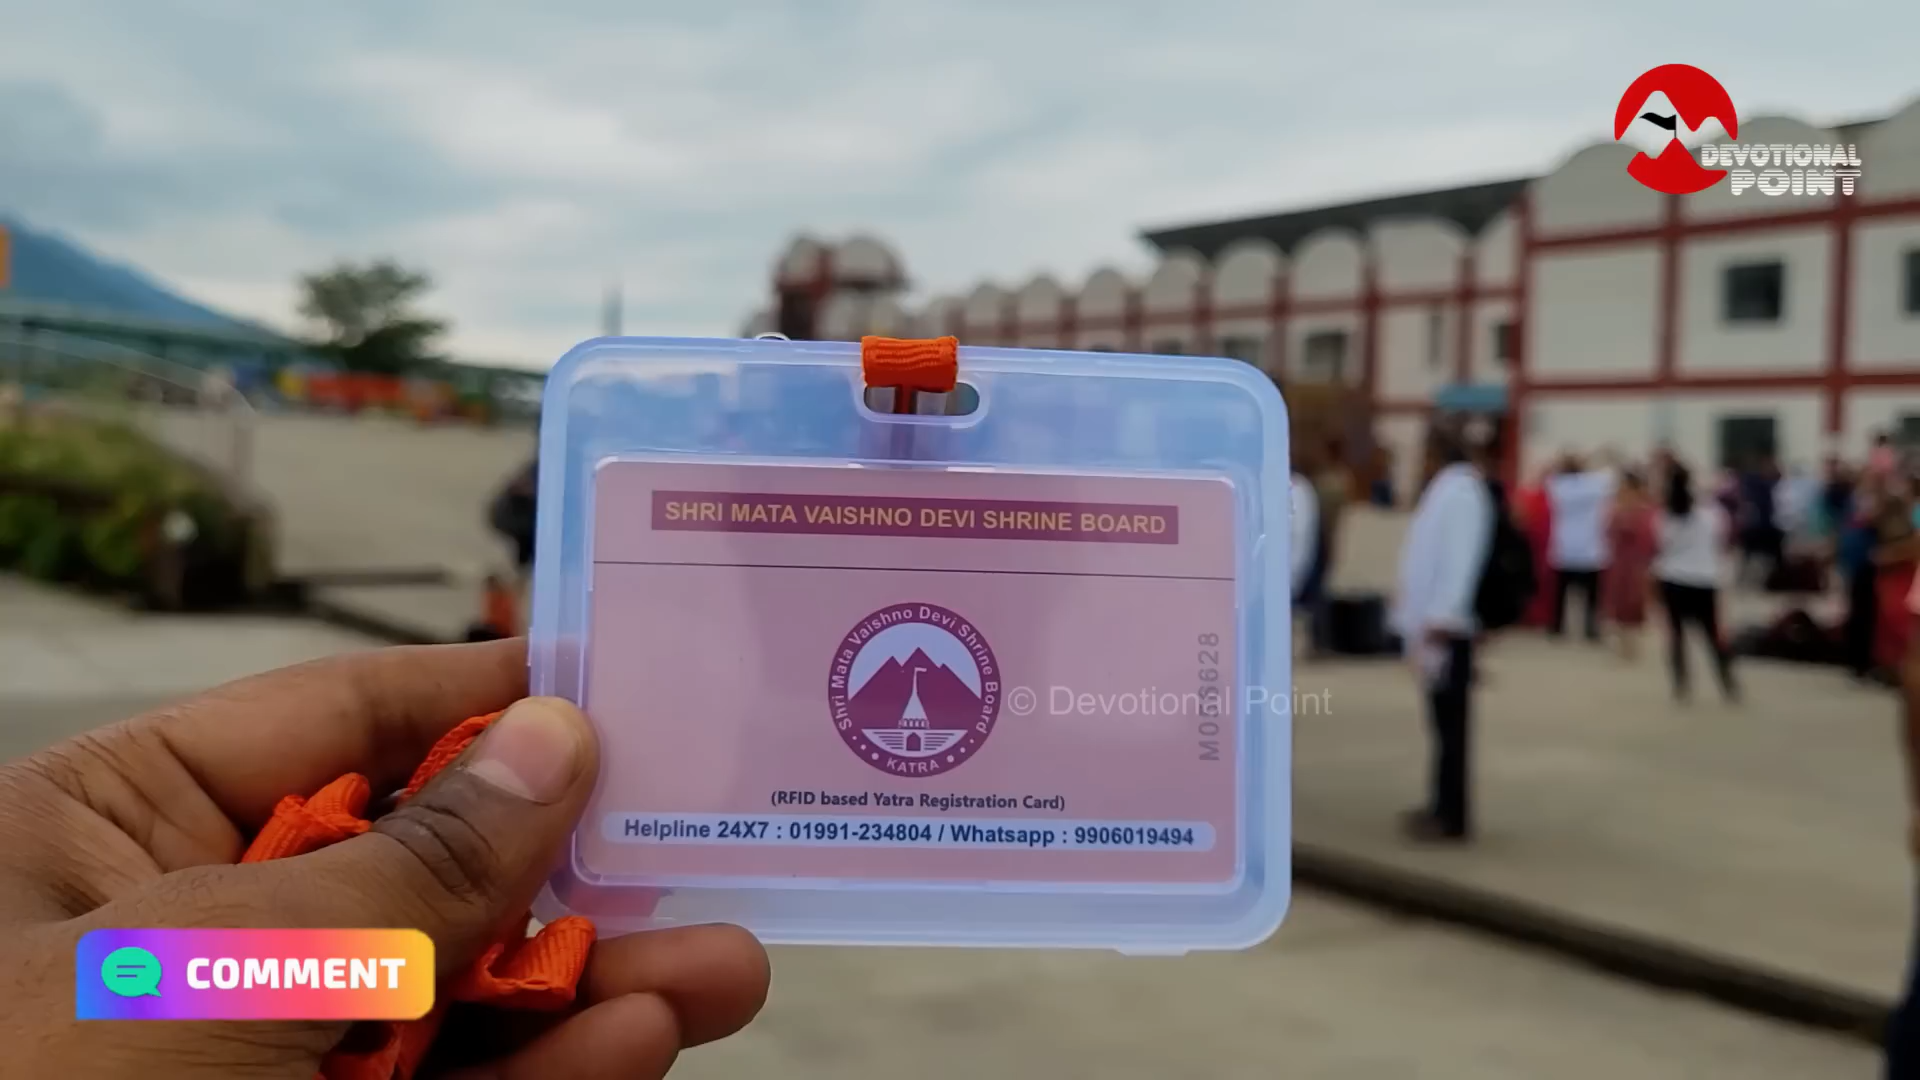 DEVOTIONAL
POINT
SHRI MATA VAISHNO DEVI SHRINE BOARD
Shri Mata Vaishno Devi Shrine Board
KATRA
© Devotional Point
(RFID based Yatra Registration Card)
Helpline 24X7 : 01991-234804 / Whatsapp : 9906019494
COMMENT